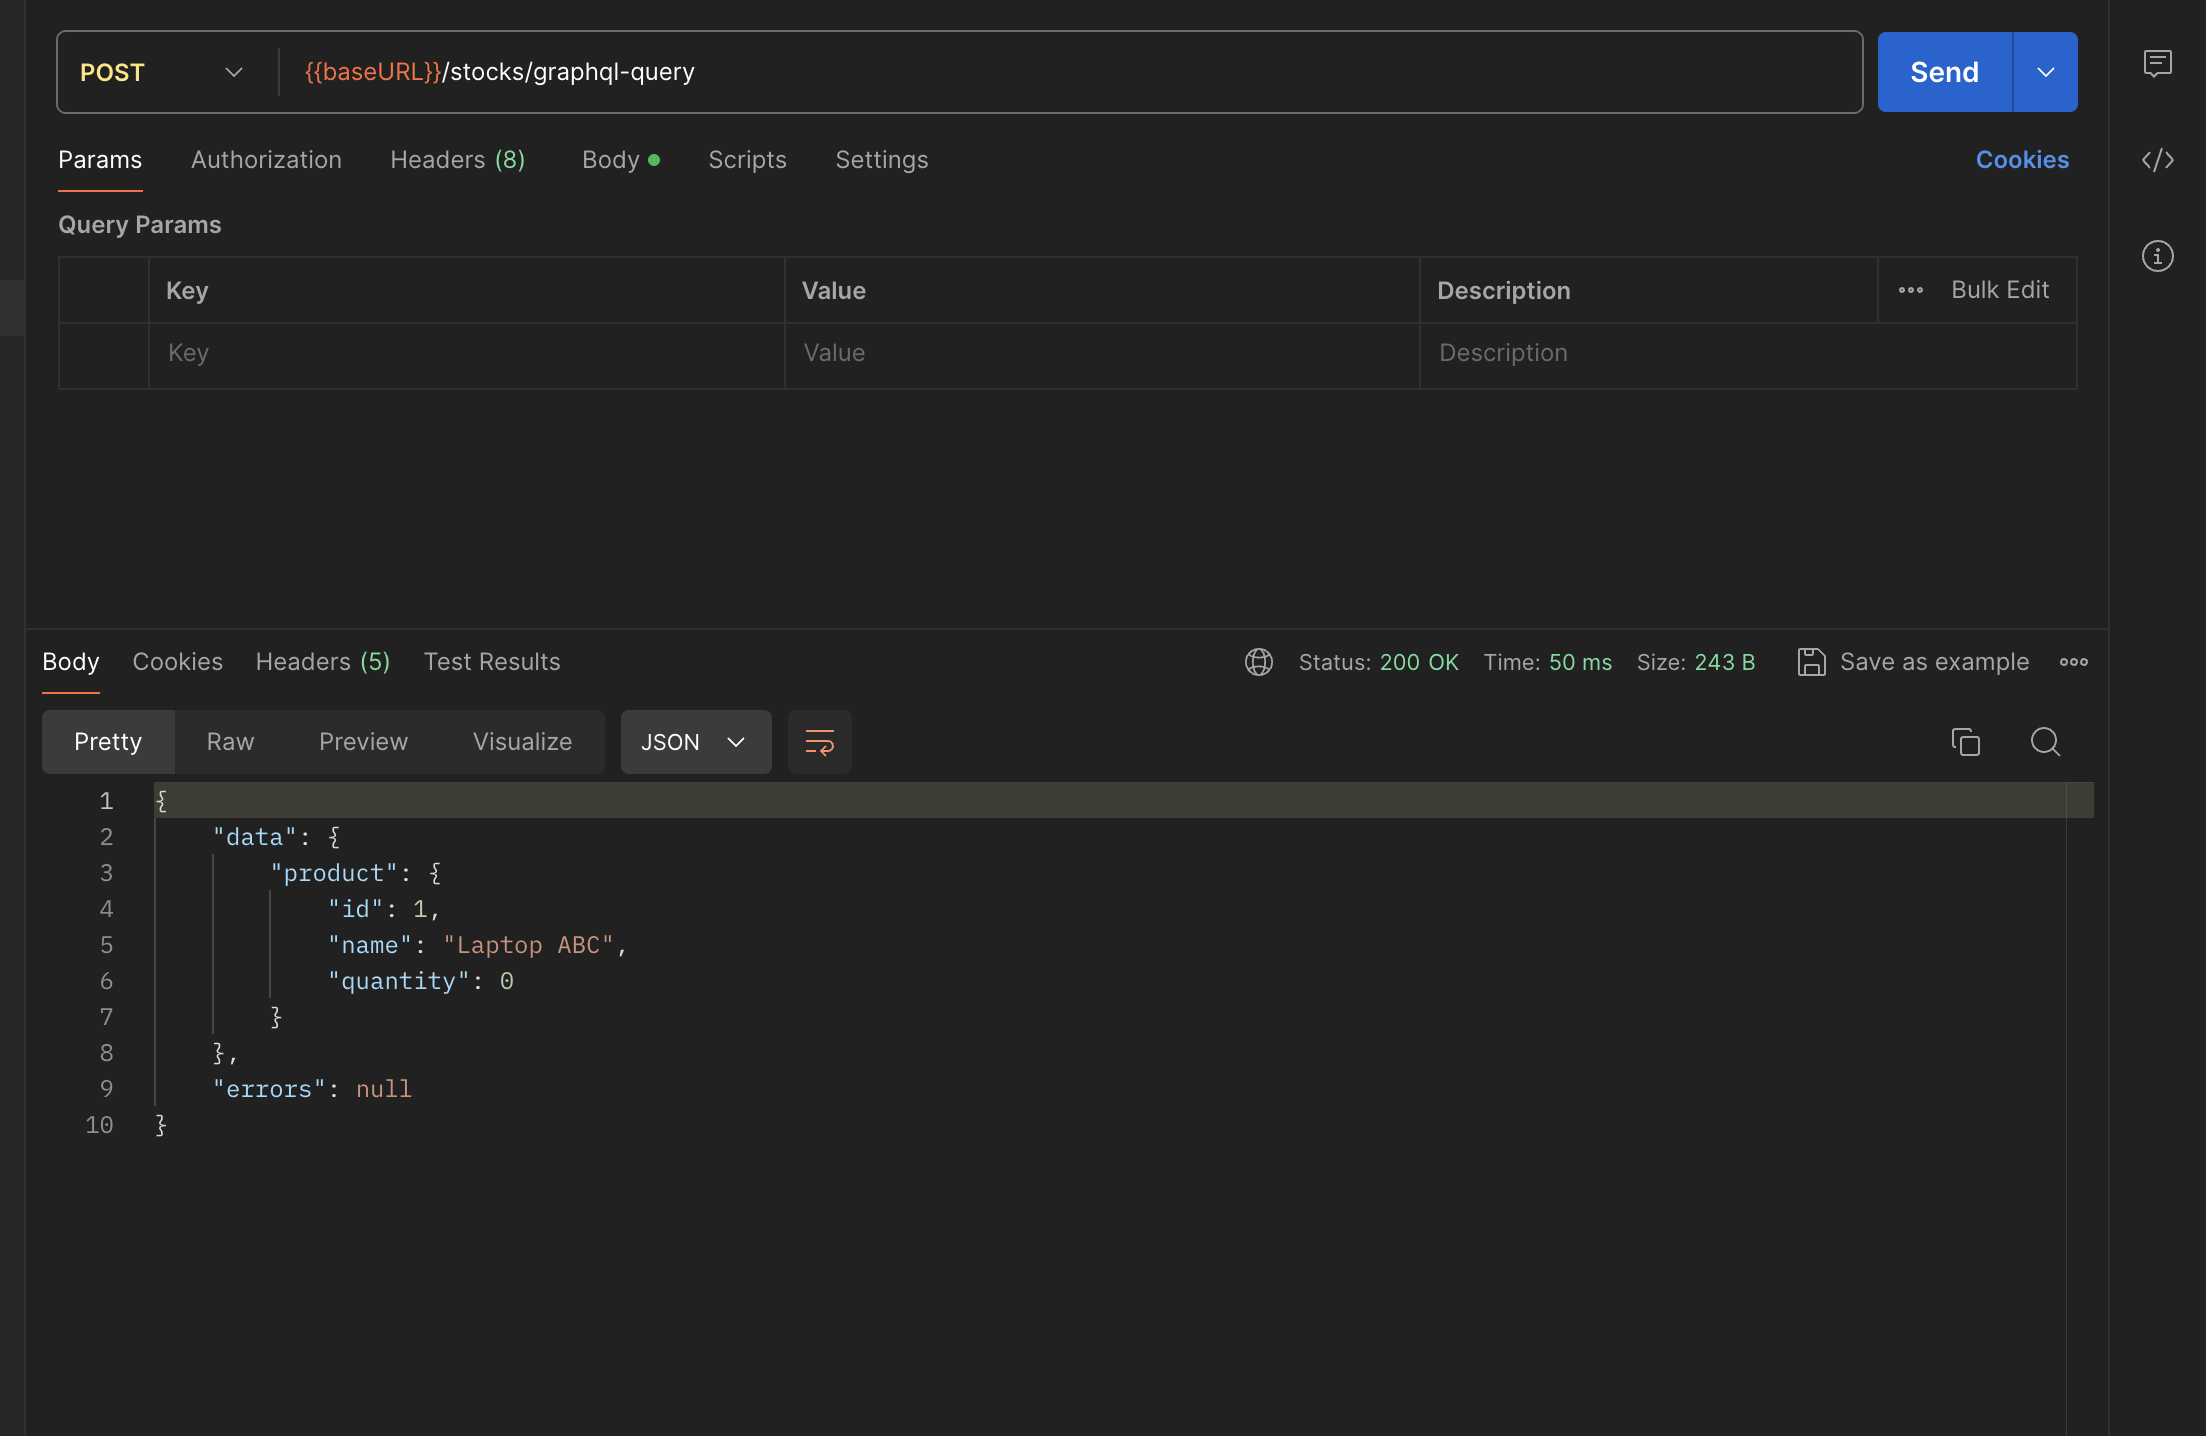 POST {{baseURL}}/stocks/graphql-query Send
Params Authorization Headers (8) Body Scripts Settings Cookies
Query Params
Key Value Description Bulk Edit
Key Value Description
Body Cookies Headers (5) Test Results Status: 200 OK Time: 50 ms Size: 243 B Save as example
Pretty Raw Preview Visualize JSON
1 {
2 "data": {
3 "product": {
4 "id": 1,
5 "name": "Laptop ABC",
6 "quantity": 0
7 }
8 },
9 "errors": null
10 }